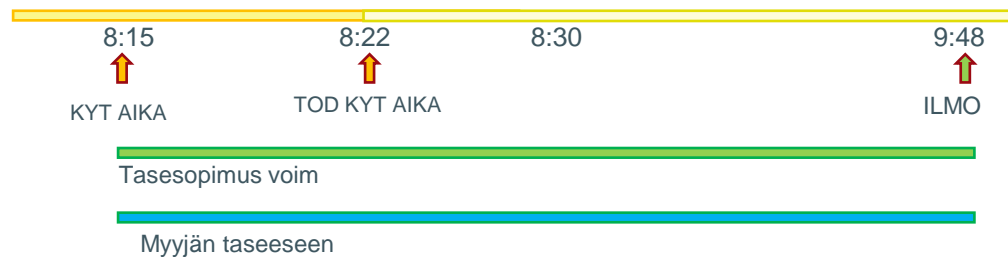 8:15 8:22 8:30 9:48
KYT AIKA TOD KYT AIKA ILMO
Tasesopimus voim
Myyjän taseeseen